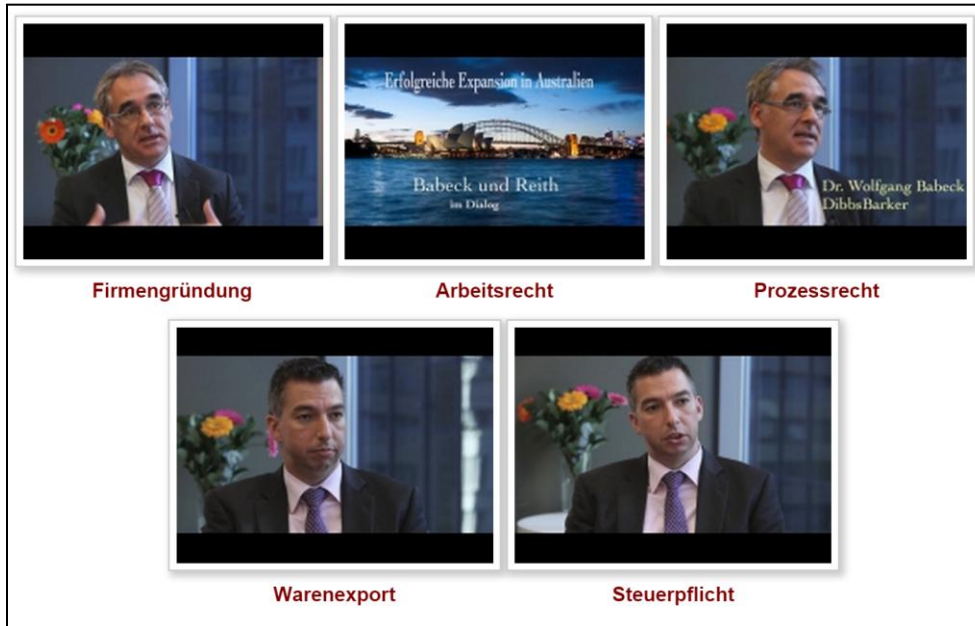 Erfolgreiche Expansion in Australien
Babeck und Reith
im Dialog
Dr. Wolfgang Babeck
DibbsBarker
Firmengründung
Arbeitsrecht
Prozessrecht
Warenexport
Steuerpflicht